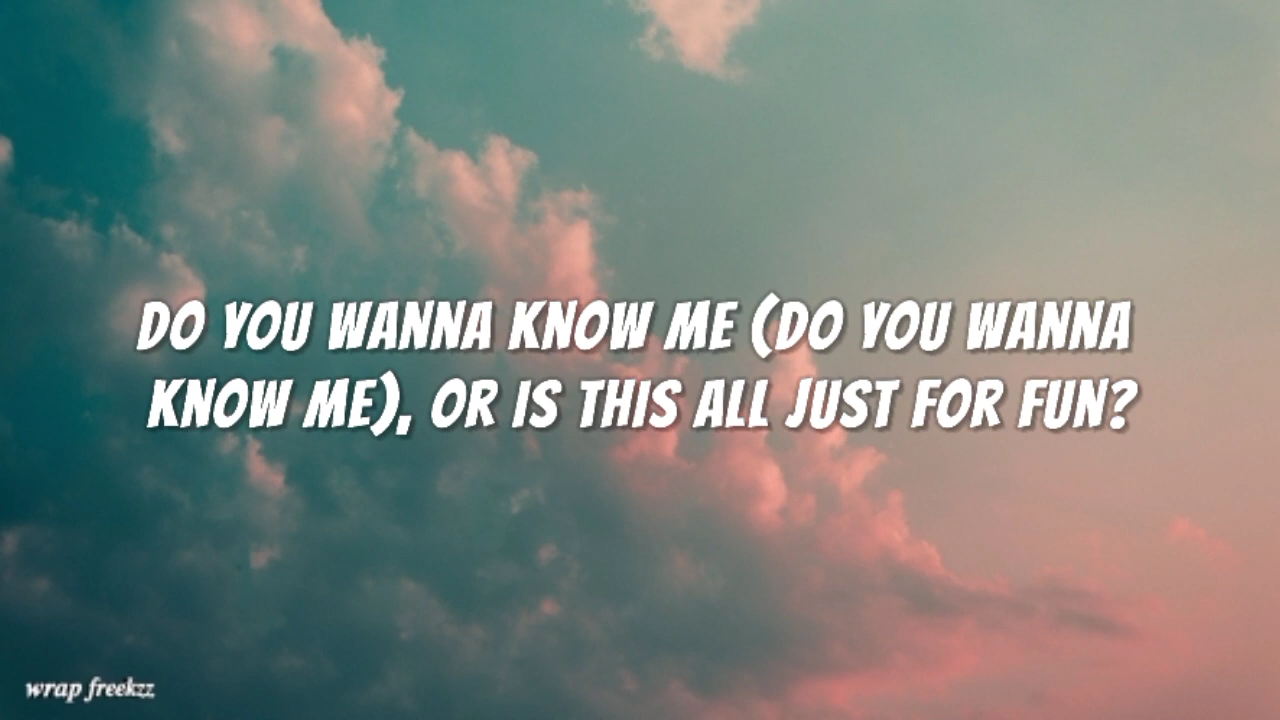 DO YOU WANNA KNOW ME (DO YOU WANNA
KNOW ME), OR IS THIS ALL JUST FOR FUN?
wrap freekzz